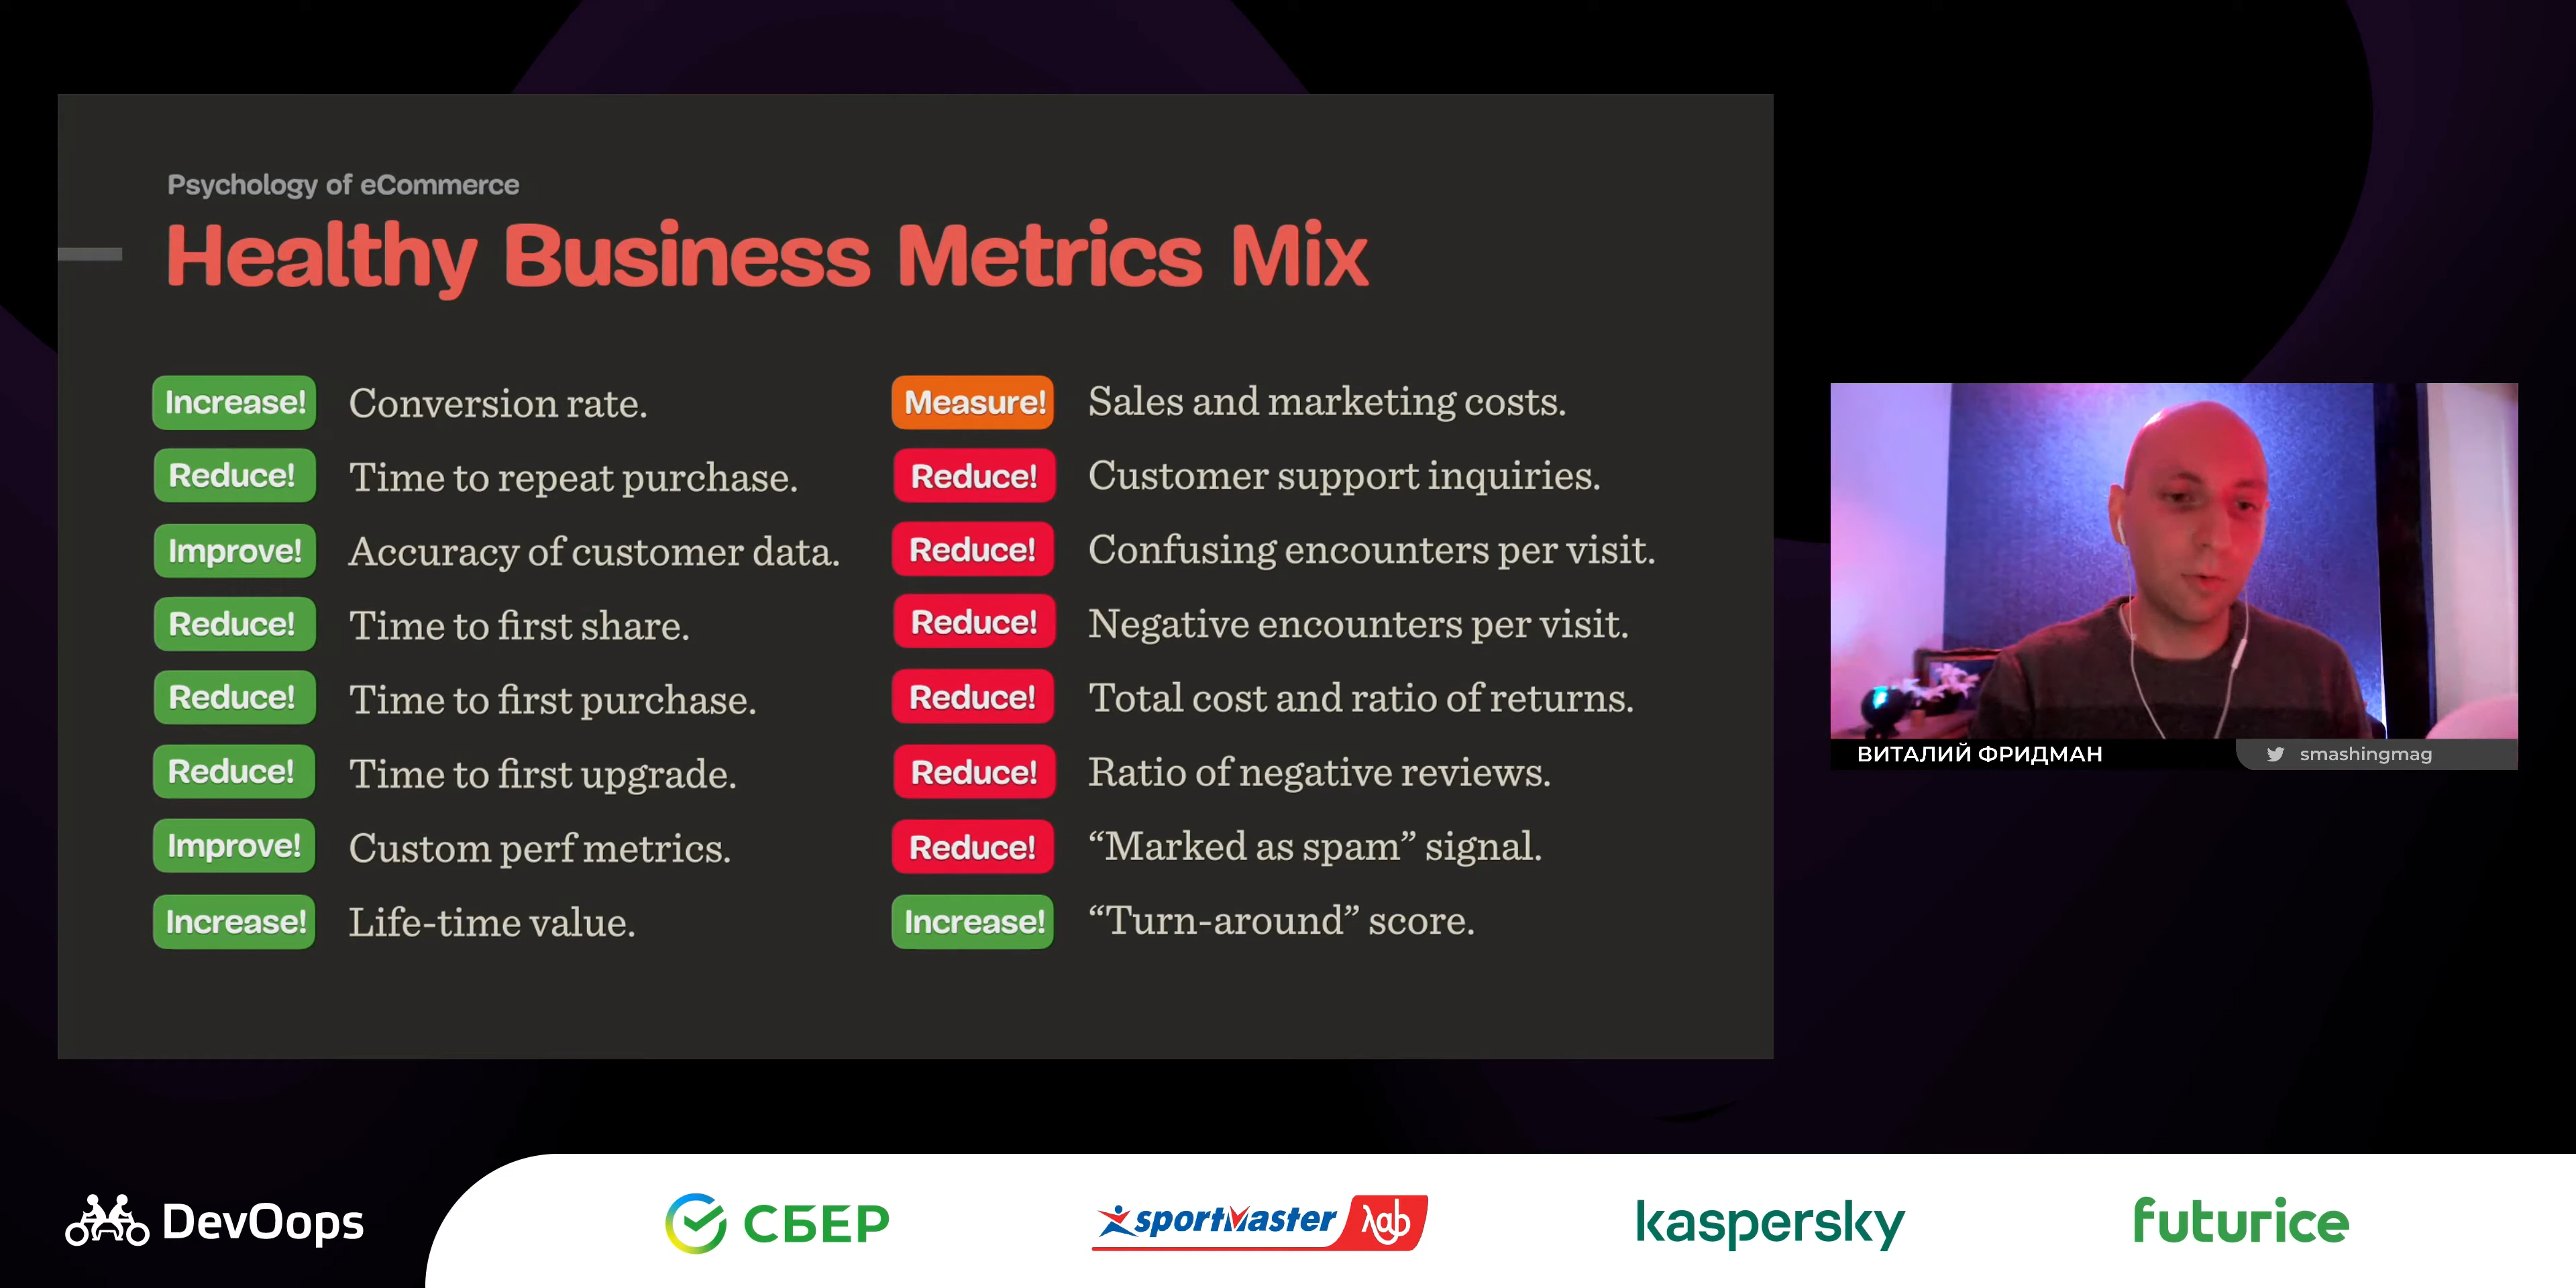 Psychology of eCommerce
Healthy Business Metrics Mix
Increase! Conversion rate.
Reduce! Time to repeat purchase.
Improve! Accuracy of customer data.
Reduce! Time to first share.
Reduce! Time to first purchase.
Reduce! Time to first upgrade.
Improve! Custom perf metrics.
Increase! Life-time value.
Measure! Sales and marketing costs.
Reduce! Customer support inquiries.
Reduce! Confusing encounters per visit.
Reduce! Negative encounters per visit.
Reduce! Total cost and ratio of returns.
Reduce! Ratio of negative reviews.
Reduce! “Marked as spam” signal.
Increase! “Turn-around” score.
ВИТАЛИЙ ФРИДМАН
smashingmag
DevOops
СБЕР
sportmaster λab
kaspersky
futurice